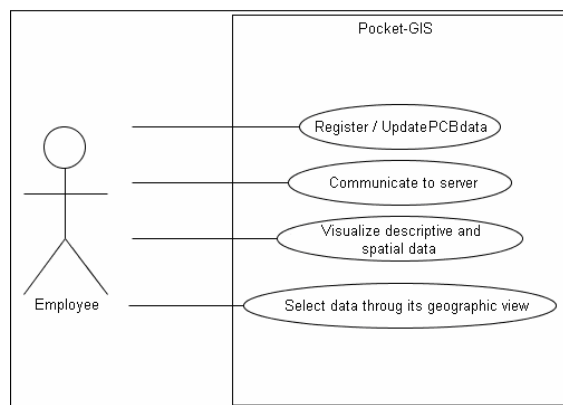 Pocket-GIS
Register / UpdatePCBdata
Communicate to server
Visualize descriptive and
spatial data
Select data throug its geographic view
Employee